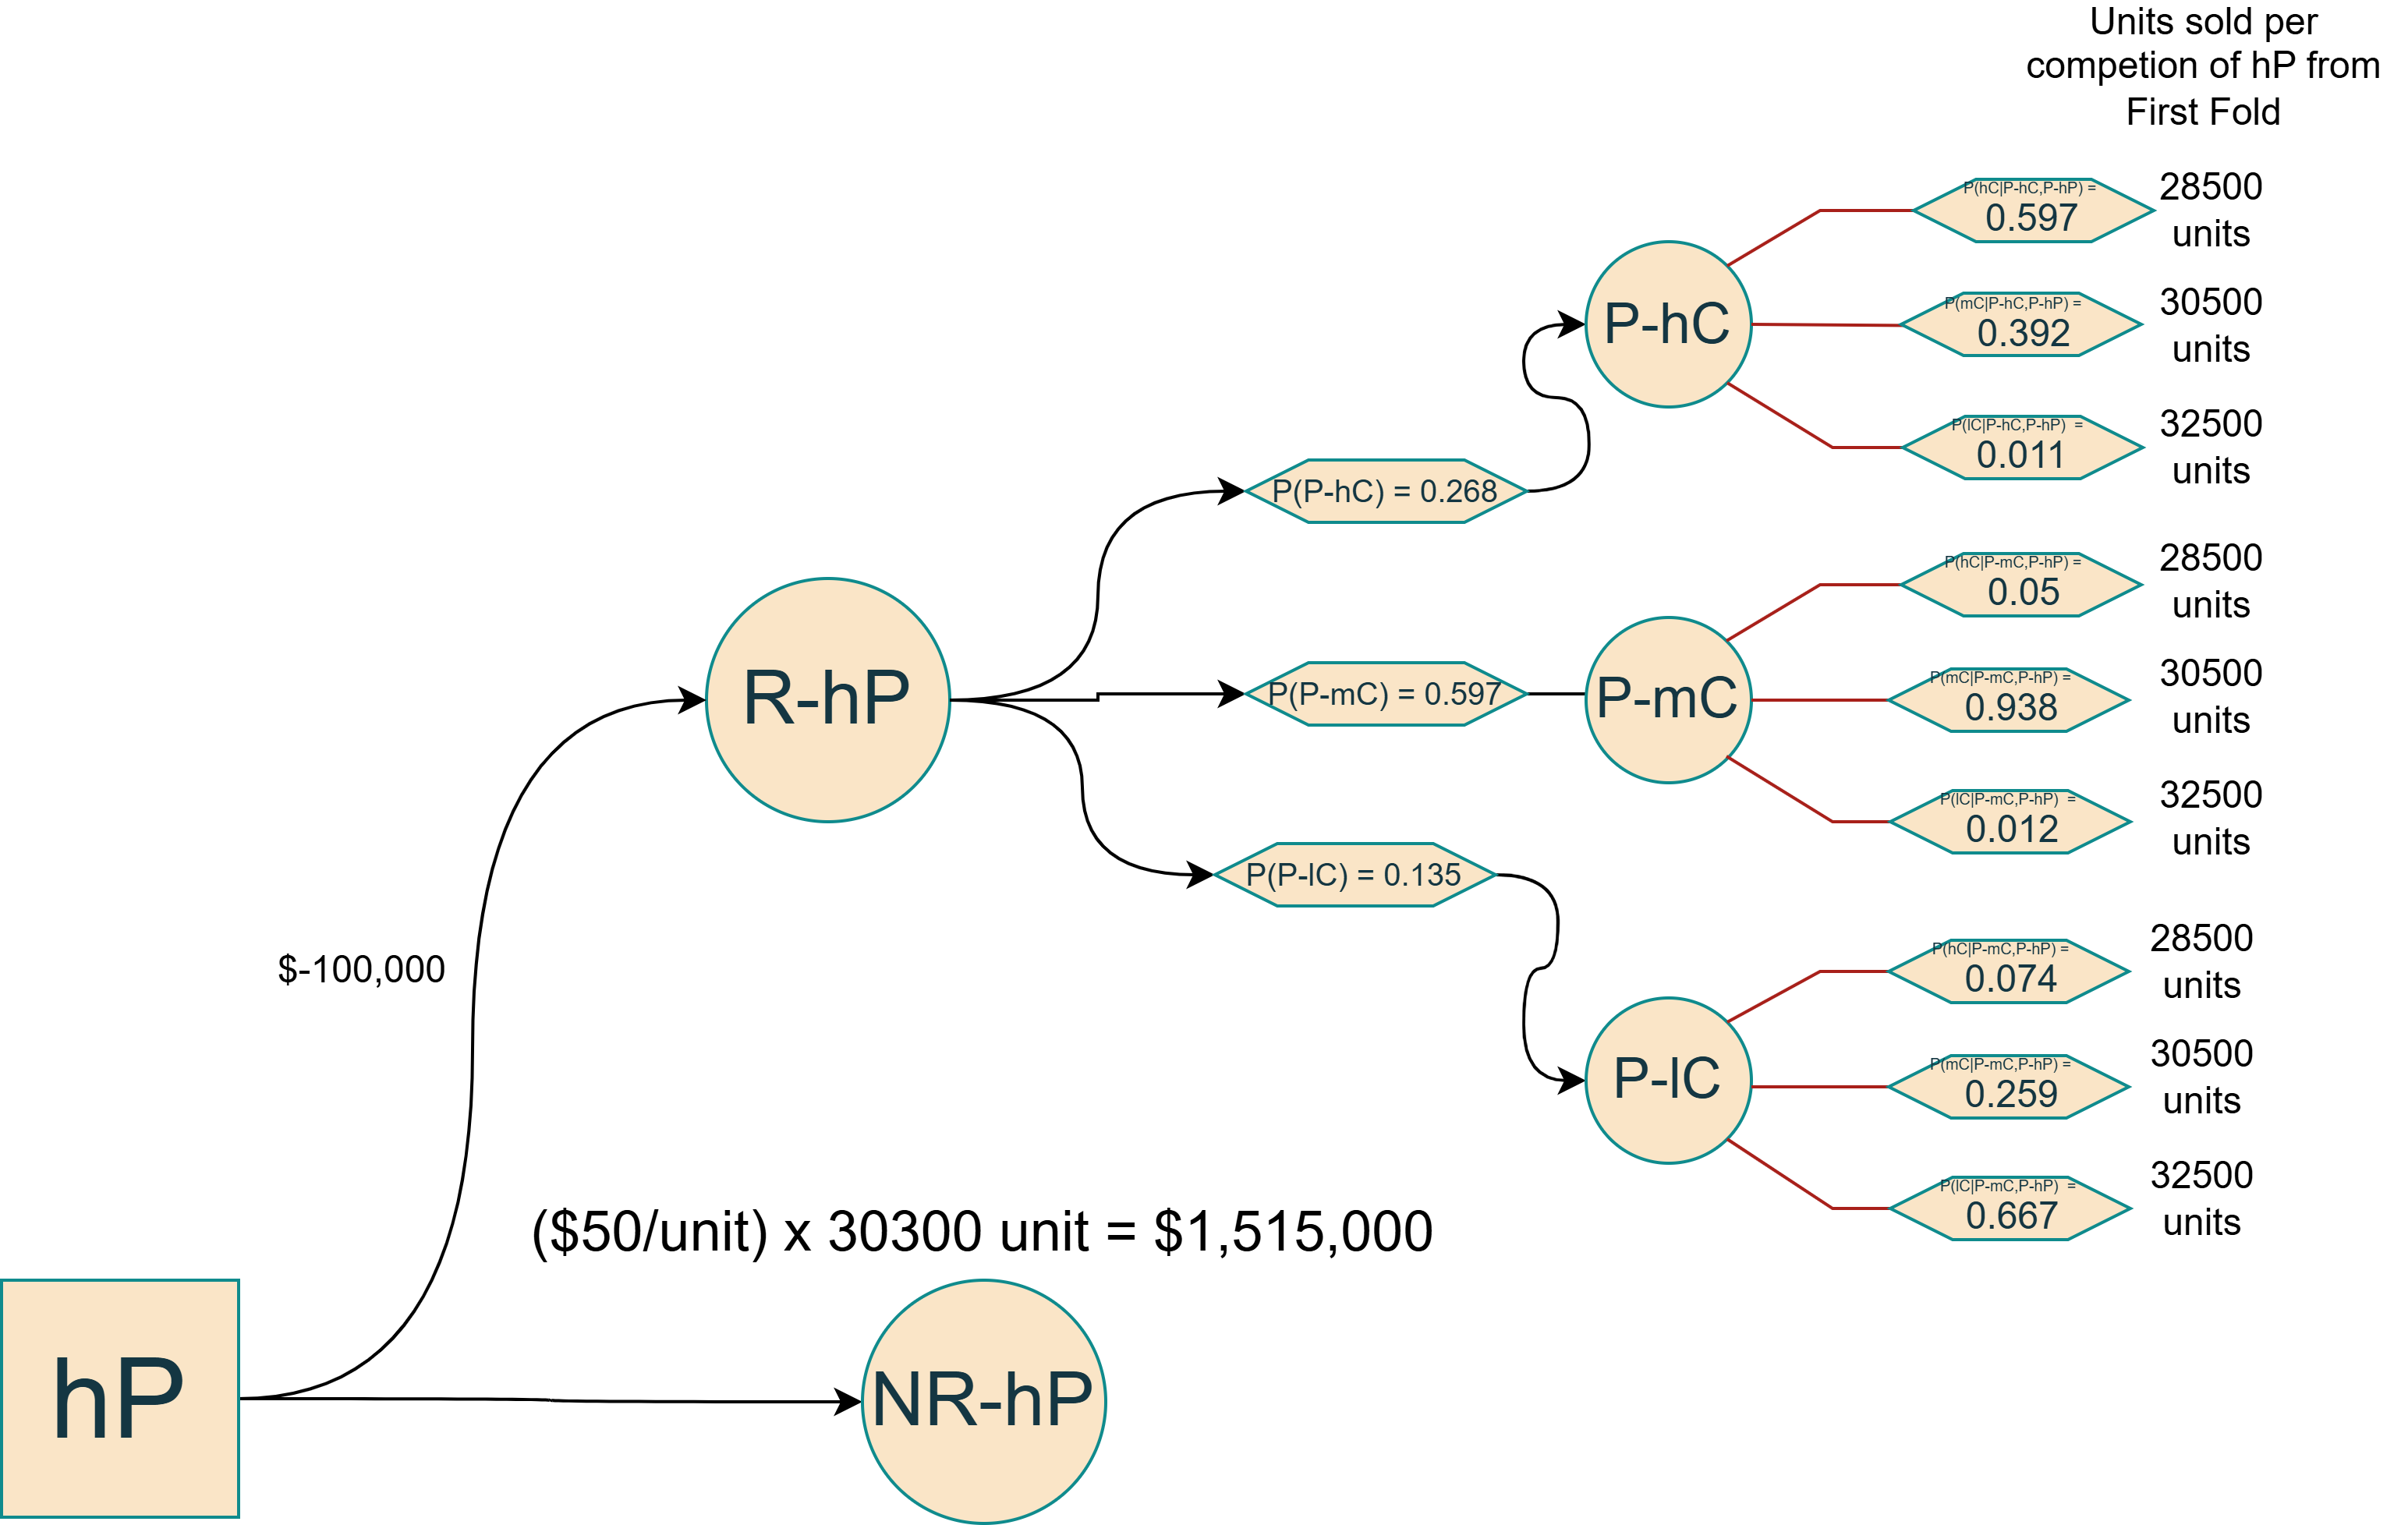 Units sold per
competion of hP from
First Fold
P(hC|P-hC,P-hP) =
0.597
28500
units
P(mC|P-hC,P-hP) =
0.392
30500
units
P-hC
P(lC|P-hC,P-hP)  =
0.011
32500
units
P(P-hC) = 0.268
P(hC|P-mC,P-hP) =
0.05
28500
units
R-hP
P(P-mC) = 0.597
P-mC
P(mC|P-mC,P-hP) =
0.938
30500
units
P(lC|P-mC,P-hP)  =
0.012
32500
units
P(P-lC) = 0.135
$-100,000
P(hC|P-mC,P-hP) =
0.074
28500
units
P-lC
P(mC|P-mC,P-hP) =
0.259
30500
units
P(lC|P-mC,P-hP)  =
0.667
32500
units
($50/unit) x 30300 unit = $1,515,000
hP
NR-hP